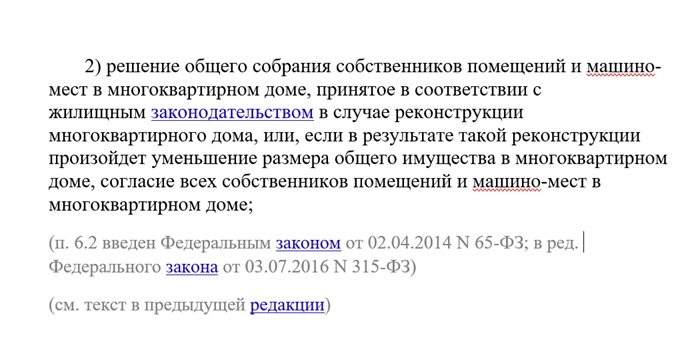 2) решение общего собрания собственников помещений и машино-
мест в многоквартирном доме, принятое в соответствии с
жилищным законодательством в случае реконструкции
многоквартирного дома, или, если в результате такой реконструкции
произойдет уменьшение размера общего имущества в многоквартирном
доме, согласие всех собственников помещений и машино-мест в
многоквартирном доме;
(п. 6.2 введен Федеральным законом от 02.04.2014 N 65-ФЗ; в ред.
Федерального закона от 03.07.2016 N 315-ФЗ)
(см. текст в предыдущей редакции)